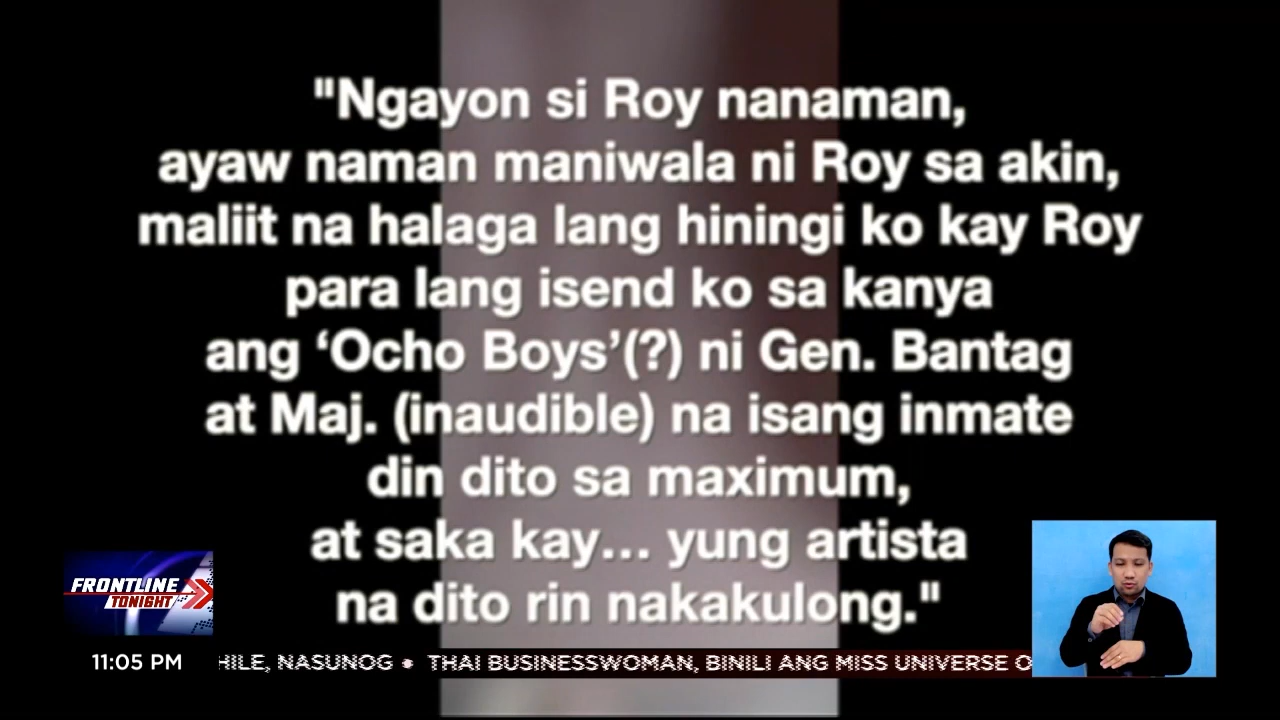 "Ngayon si Roy nanaman,
ayaw naman maniwala ni Roy sa akin,
maliit na halaga lang hiningi ko kay Roy
para lang isend ko sa kanya
ang ‘Ocho Boys’(?) ni Gen. Bantag
at Maj. (inaudible) na isang inmate
din dito sa maximum,
at saka kay... yung artista
na dito rin nakakulong."
FRONTLINE
TONIGHT
11:05 PM
HILE, NASUNOG • THAI BUSINESSWOMAN, BINILI ANG MISS UNIVERSE O